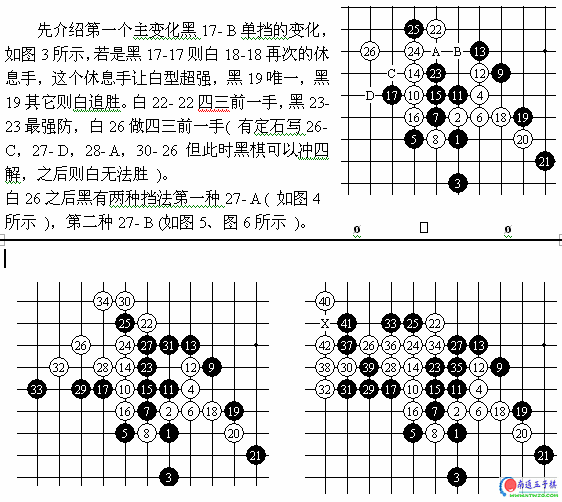 先介绍第一个主变化黑 17- B 单挡的变化，
如图 3 所示，若是黑 17-17 则白 18-18 再次的休
息手，这个休息手让白型超强，黑 19 唯一，黑
19 其它则白追胜。白 22- 22 四三前一手，黑 23-
23 最强防，白 26 做四三前一手( 有定石写 26-
C，27- D，28- A，30- 26 但此时黑棋可以冲四
解，之后则白无法胜 )。
白 26 之后黑有两种挡法第一种 27- A ( 如图 4
所示 )，第二种 27- B (如图 5、图 6 所示 )。
25 22
26 24 A B 13
C 14 23 12 9
D 17 10 15 11 4
16 7 2 6 18 19
5 8 1 20
21
3
34 30
25 22
26 24 27 31 13
32 28 14 23 12 9
33 29 17 10 15 11 4
16 7 2 6 18 19
5 8 1 20
21
3
40
X 41 33 25 22
42 37 26 36 24 34 27 13
38 30 39 28 14 23 35 12 9
32 31 29 17 10 15 11 4
16 7 2 6 18 19
5 8 1 20
21
3
南通五子棋